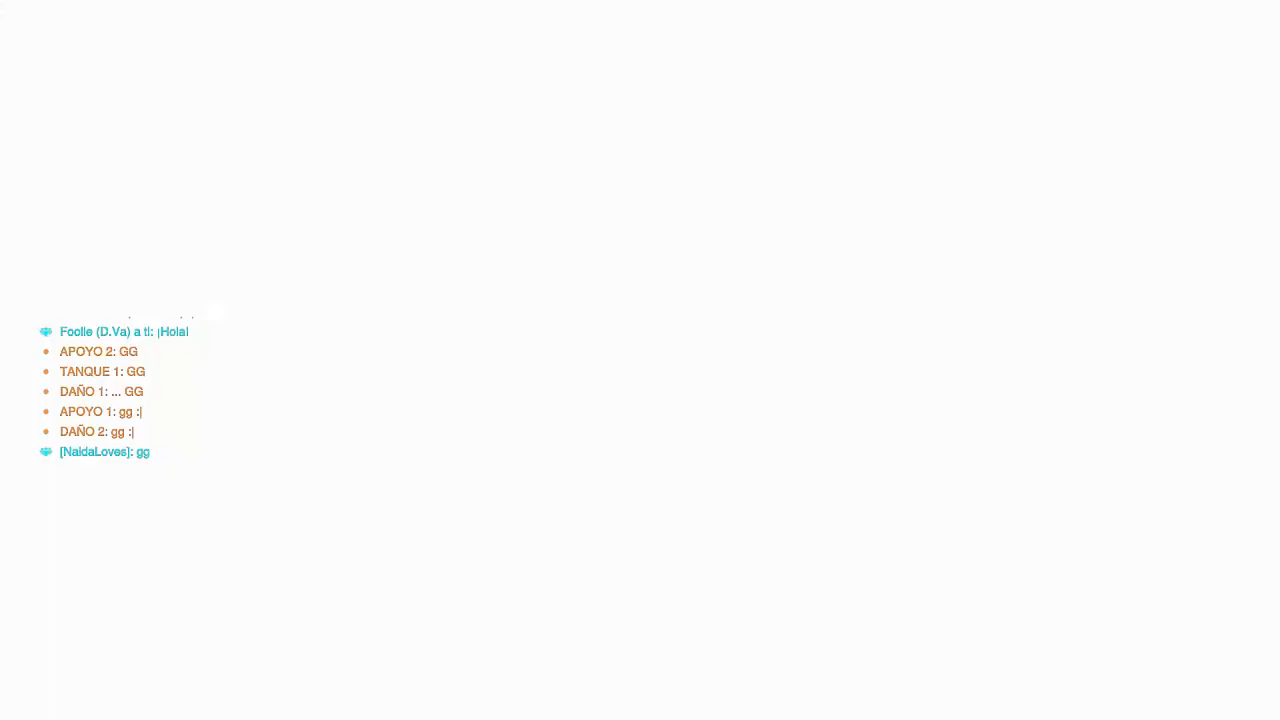 Foolie (D.Va) a ti: ¡Hola!
APOYO 2: GG
TANQUE 1: GG
DAÑO 1: ... GG
APOYO 1: gg :|
DAÑO 2: gg :|
[NaidaLoves]: gg